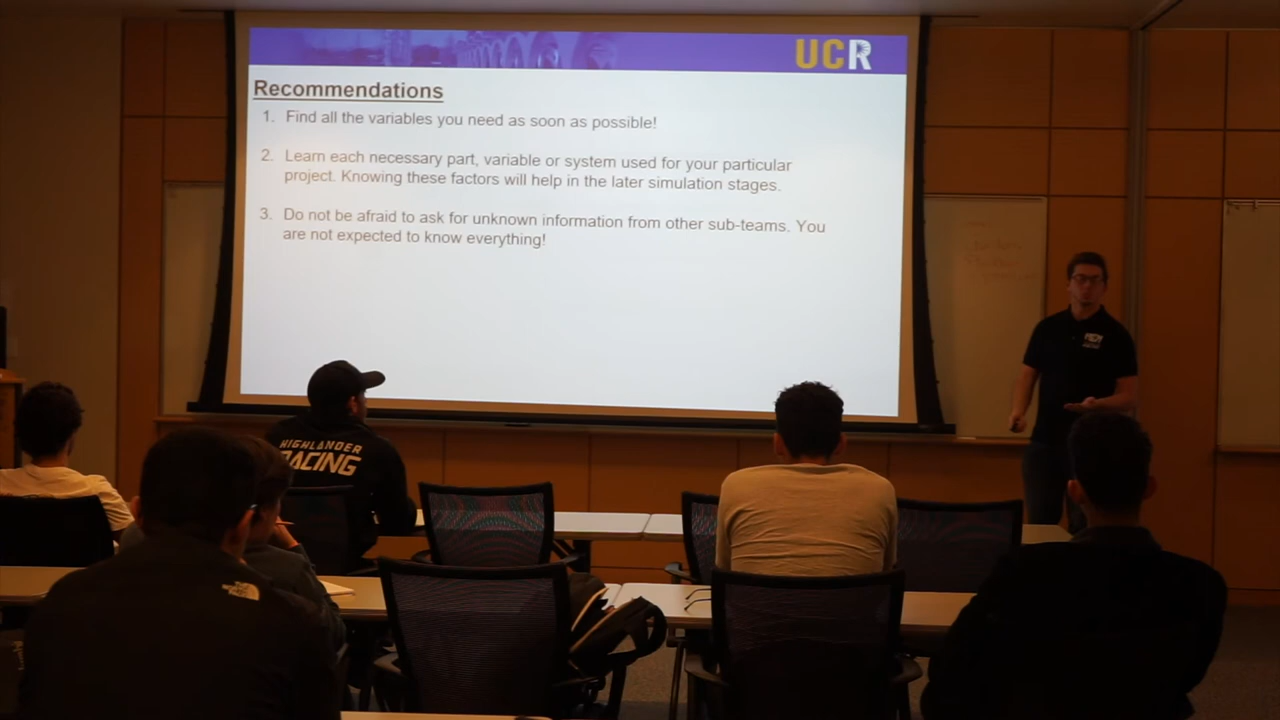 UCR
Recommendations
1. Find all the variables you need as soon as possible!
2. Learn each necessary part, variable or system used for your particular
project. Knowing these factors will help in the later simulation stages.
3. Do not be afraid to ask for unknown information from other sub-teams. You
are not expected to know everything!
HIGHLANDER
RACING
THE
NORTH
FACE